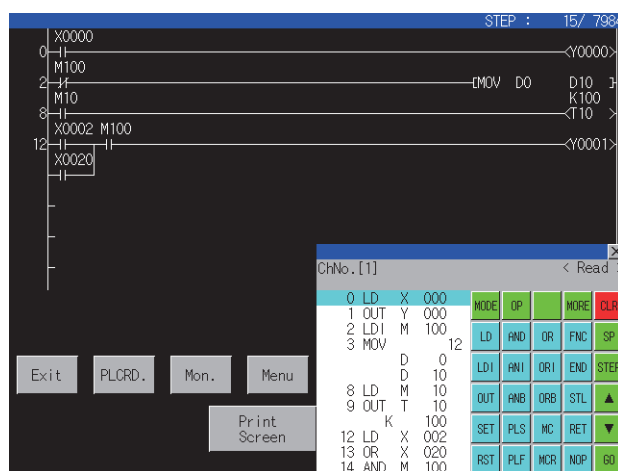 STEP : 15/ 7984
X0000
0 <Y0000>
M100
2 [MOV D0 D10 ]
M10 K100
8 <T10 >
X0002 M100
12 <Y0001>
X0020
ChNo.[1] < Read
0 LD X 000
1 OUT Y 000
2 LDI M 100
3 MOV 12
D 0
D 10
8 LD M 10
9 OUT T 10
K 100
12 LD X 002
13 OR X 020
14 AND M 100
MODE OP MORE CLR
LD AND OR FNC SP
LDI ANI ORI END STEP
OUT ANB ORB STL ▲
SET PLS MC RET ▼
RST PLF MCR NOP GO
Exit PLCRD. Mon. Menu
Print
Screen